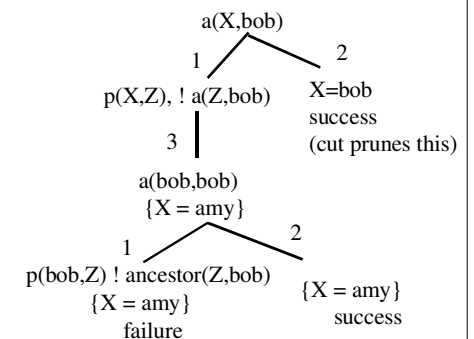 a(X,bob)
1
2
p(X,Z), ! a(Z,bob)
X=bob
success
(cut prunes this)
3
a(bob,bob)
{X = amy}
1
2
p(bob,Z) ! ancestor(Z,bob)
{X = amy}
failure
{X = amy}
success